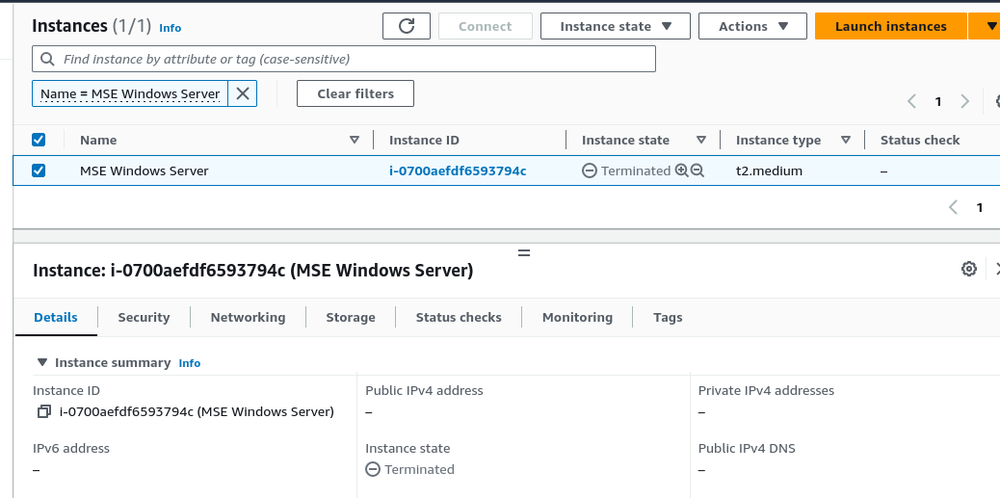 Instances (1/1) Info Connect Instance state Actions Launch instances
Find instance by attribute or tag (case-sensitive)
Name = MSE Windows Server Clear filters
1
Name Instance ID Instance state Instance type Status check
MSE Windows Server i-0700aefdf6593794c Terminated t2.medium –
1
Instance: i-0700aefdf6593794c (MSE Windows Server)
Details Security Networking Storage Status checks Monitoring Tags
Instance summary Info
Instance ID Public IPv4 address Private IPv4 addresses
i-0700aefdf6593794c (MSE Windows Server) – –
IPv6 address Instance state Public IPv4 DNS
– Terminated –